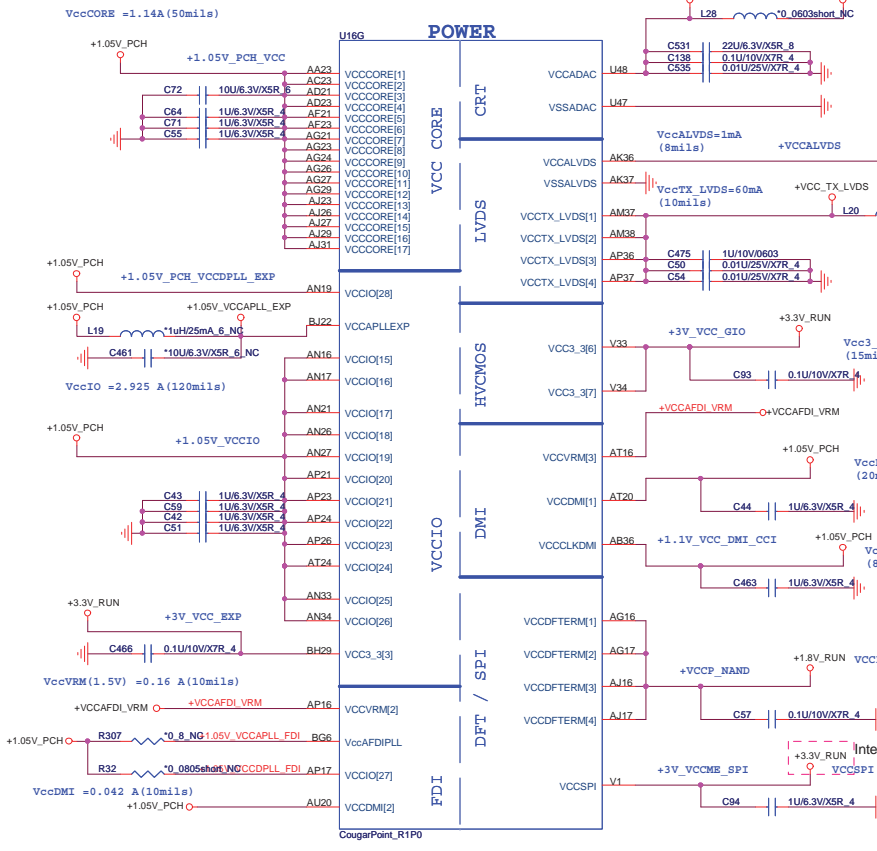 VccCORE =1.14A(50mils)
+1.05V_PCH
+1.05V_PCH_VCC
C72
10U/6.3V/X5R_6
C64
1U/6.3V/X5R_4
C71
1U/6.3V/X5R_4
C55
1U/6.3V/X5R_4
U16G
POWER
AA23
VCCCORE[1]
AC23
VCCCORE[2]
AD21
VCCCORE[3]
AD23
VCCCORE[4]
AF21
VCCCORE[5]
AF23
VCCCORE[6]
AG21
VCCCORE[7]
AG23
VCCCORE[8]
AG24
VCCCORE[9]
AG26
VCCCORE[10]
AG27
VCCCORE[11]
AG29
VCCCORE[12]
AJ23
VCCCORE[13]
AJ26
VCCCORE[14]
AJ27
VCCCORE[15]
AJ29
VCCCORE[16]
AJ31
VCCCORE[17]
VCC CORE
CRT
LVDS
L28
*0_0603short_NC
C531
22U/6.3V/X5R_8
C138
0.1U/10V/X7R_4
C535
0.01U/25V/X7R_4
VCCADAC
U48
VSSADAC
U47
VccALVDS=1mA
(8mils)
+VCCALVDS
VCCALVDS
AK36
VSSALVDS
AK37
VccTX_LVDS=60mA
(10mils)
+VCC_TX_LVDS
L20
VCCTX_LVDS[1]
AM37
VCCTX_LVDS[2]
AM38
VCCTX_LVDS[3]
AP36
VCCTX_LVDS[4]
AP37
C475
1U/10V/0603
C50
0.01U/25V/X7R_4
C54
0.01U/25V/X7R_4
+1.05V_PCH
+1.05V_PCH_VCCDPLL_EXP
AN19
VCCIO[28]
+1.05V_PCH
+1.05V_VCCAPLL_EXP
BJ22
VCCAPLLEXP
L19
*1uH/25mA_6_NC
C461
*10U/6.3V/X5R_6_NC
VccIO =2.925 A(120mils)
+1.05V_PCH
+1.05V_VCCIO
AN16
VCCIO[15]
AN17
VCCIO[16]
AN21
VCCIO[17]
AN26
VCCIO[18]
AN27
VCCIO[19]
AP21
VCCIO[20]
AP23
VCCIO[21]
AP24
VCCIO[22]
AP26
VCCIO[23]
AT24
VCCIO[24]
AN33
VCCIO[25]
AN34
VCCIO[26]
C43
1U/6.3V/X5R_4
C59
1U/6.3V/X5R_4
C42
1U/6.3V/X5R_4
C51
1U/6.3V/X5R_4
VCCIO
HVCMOS
DMI
+3.3V_RUN
+3V_VCC_GIO
Vcc3_
(15mi
VCC3_3[6]
V33
VCC3_3[7]
V34
C93
0.1U/10V/X7R_4
+VCCAFDI_VRM
+VCCAFDI_VRM
VCCVRM[3]
AT16
+1.05V_PCH
(20m
VCCDMI[1]
AT20
C44
1U/6.3V/X5R_4
VCCCLKDMI
AB36
+1.1V_VCC_DMI_CCI
+1.05V_PCH
Vc
(8
C463
1U/6.3V/X5R_4
+3.3V_RUN
+3V_VCC_EXP
C466
0.1U/10V/X7R_4
BH29
VCC3_3[3]
VccVRM(1.5V) =0.16 A(10mils)
+VCCAFDI_VRM
+VCCAFDI_VRM
AP16
VCCVRM[2]
+1.05V_PCH
R307
*0_8_NC
+1.05V_VCCAPLL_FDI
BG6
VccAFDIPLL
R32
*0_0805short_NC
AP17
VCCIO[27]
VccDMI =0.042 A(10mils)
+1.05V_PCH
AU20
VCCDMI[2]
FDI
DFT / SPI
VCCDFTERM[1]
AG16
VCCDFTERM[2]
AG17
VCCDFTERM[3]
AJ16
VCCDFTERM[4]
AJ17
+VCCP_NAND
+1.8V_RUN
VCC
C57
0.1U/10V/X7R_4
Inte
+3.3V_RUN
VCCSPI
+3V_VCCME_SPI
VCCSPI
V1
C94
1U/6.3V/X5R_4
CougarPoint_R1P0